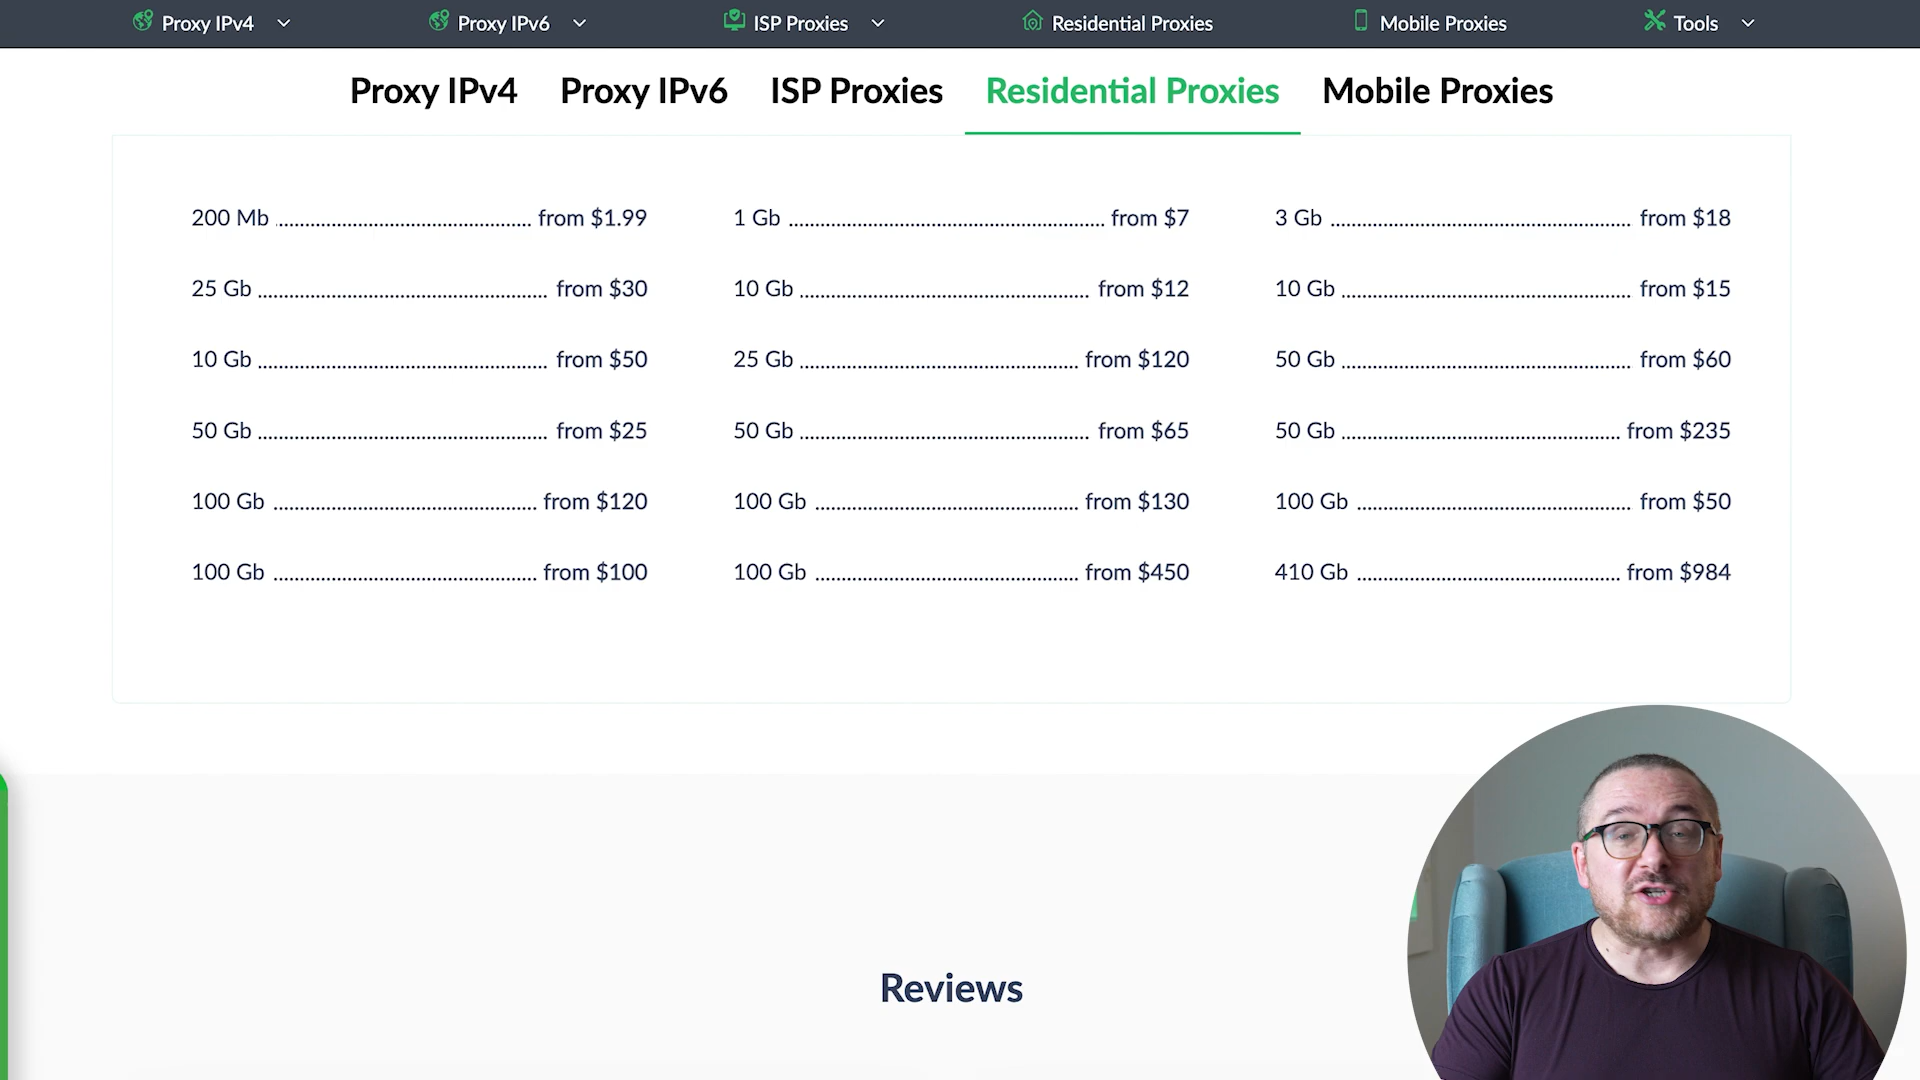 Proxy IPv4
Proxy IPv6
ISP Proxies
Residential Proxies
Mobile Proxies
Tools
Proxy IPv4
Proxy IPv6
ISP Proxies
Residential Proxies
Mobile Proxies
200 Mb from $1.99
1 Gb from $7
3 Gb from $18
25 Gb from $30
10 Gb from $12
10 Gb from $15
10 Gb from $50
25 Gb from $120
50 Gb from $60
50 Gb from $25
50 Gb from $65
50 Gb from $235
100 Gb from $120
100 Gb from $130
100 Gb from $50
100 Gb from $100
100 Gb from $450
410 Gb from $984
Reviews